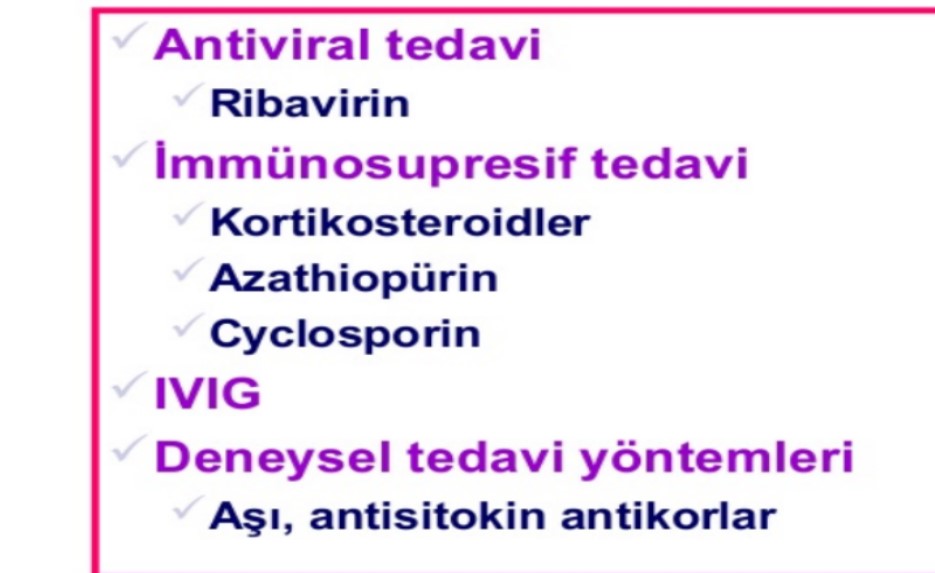 Antiviral tedavi
Ribavirin
İmmünosupresif tedavi
Kortikosteroidler
Azathiopürin
Cyclosporin
IVIG
Deneysel tedavi yöntemleri
Aşı, antisitokin antikorlar